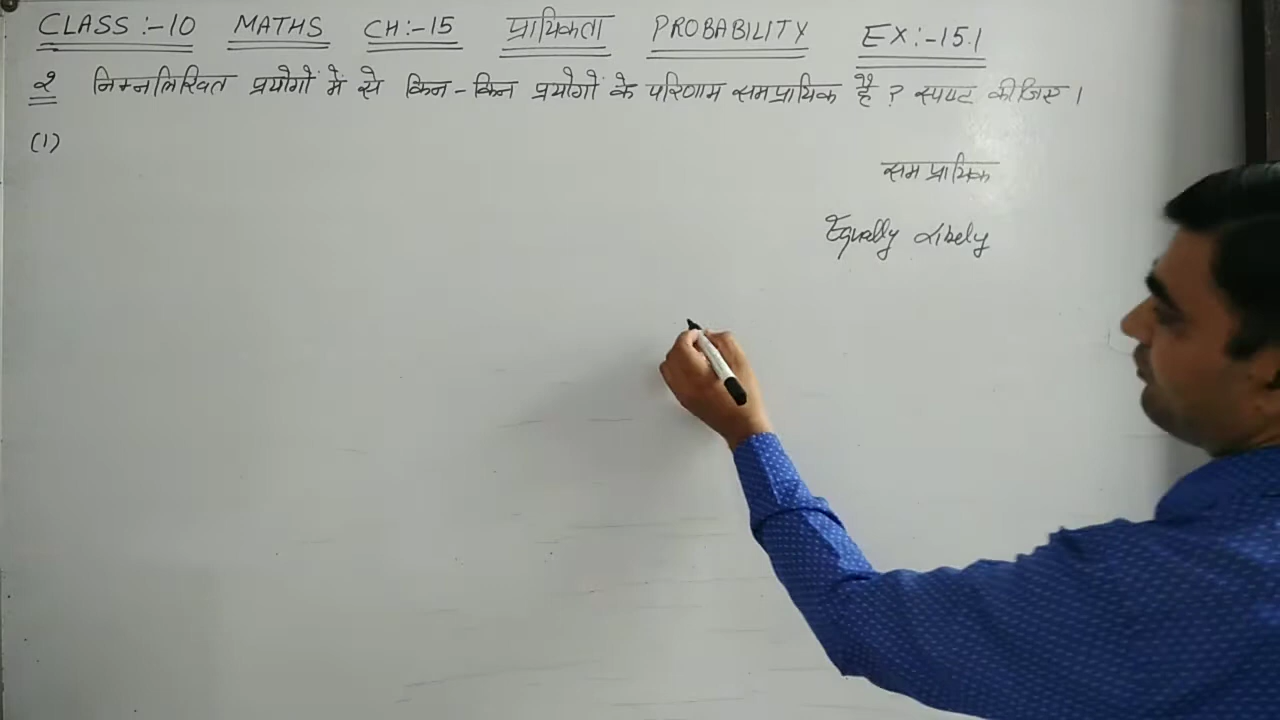 CLASS :-10 MATHS CH:-15 प्रायिकता PROBABILITY EX:-15.1
२ निम्नलिखित प्रयोगों में से किन-किन प्रयोगों के परिणाम समप्रायिक हैं ? स्पष्ट कीजिए ।
(1)
समप्रायिक
Equally Likely